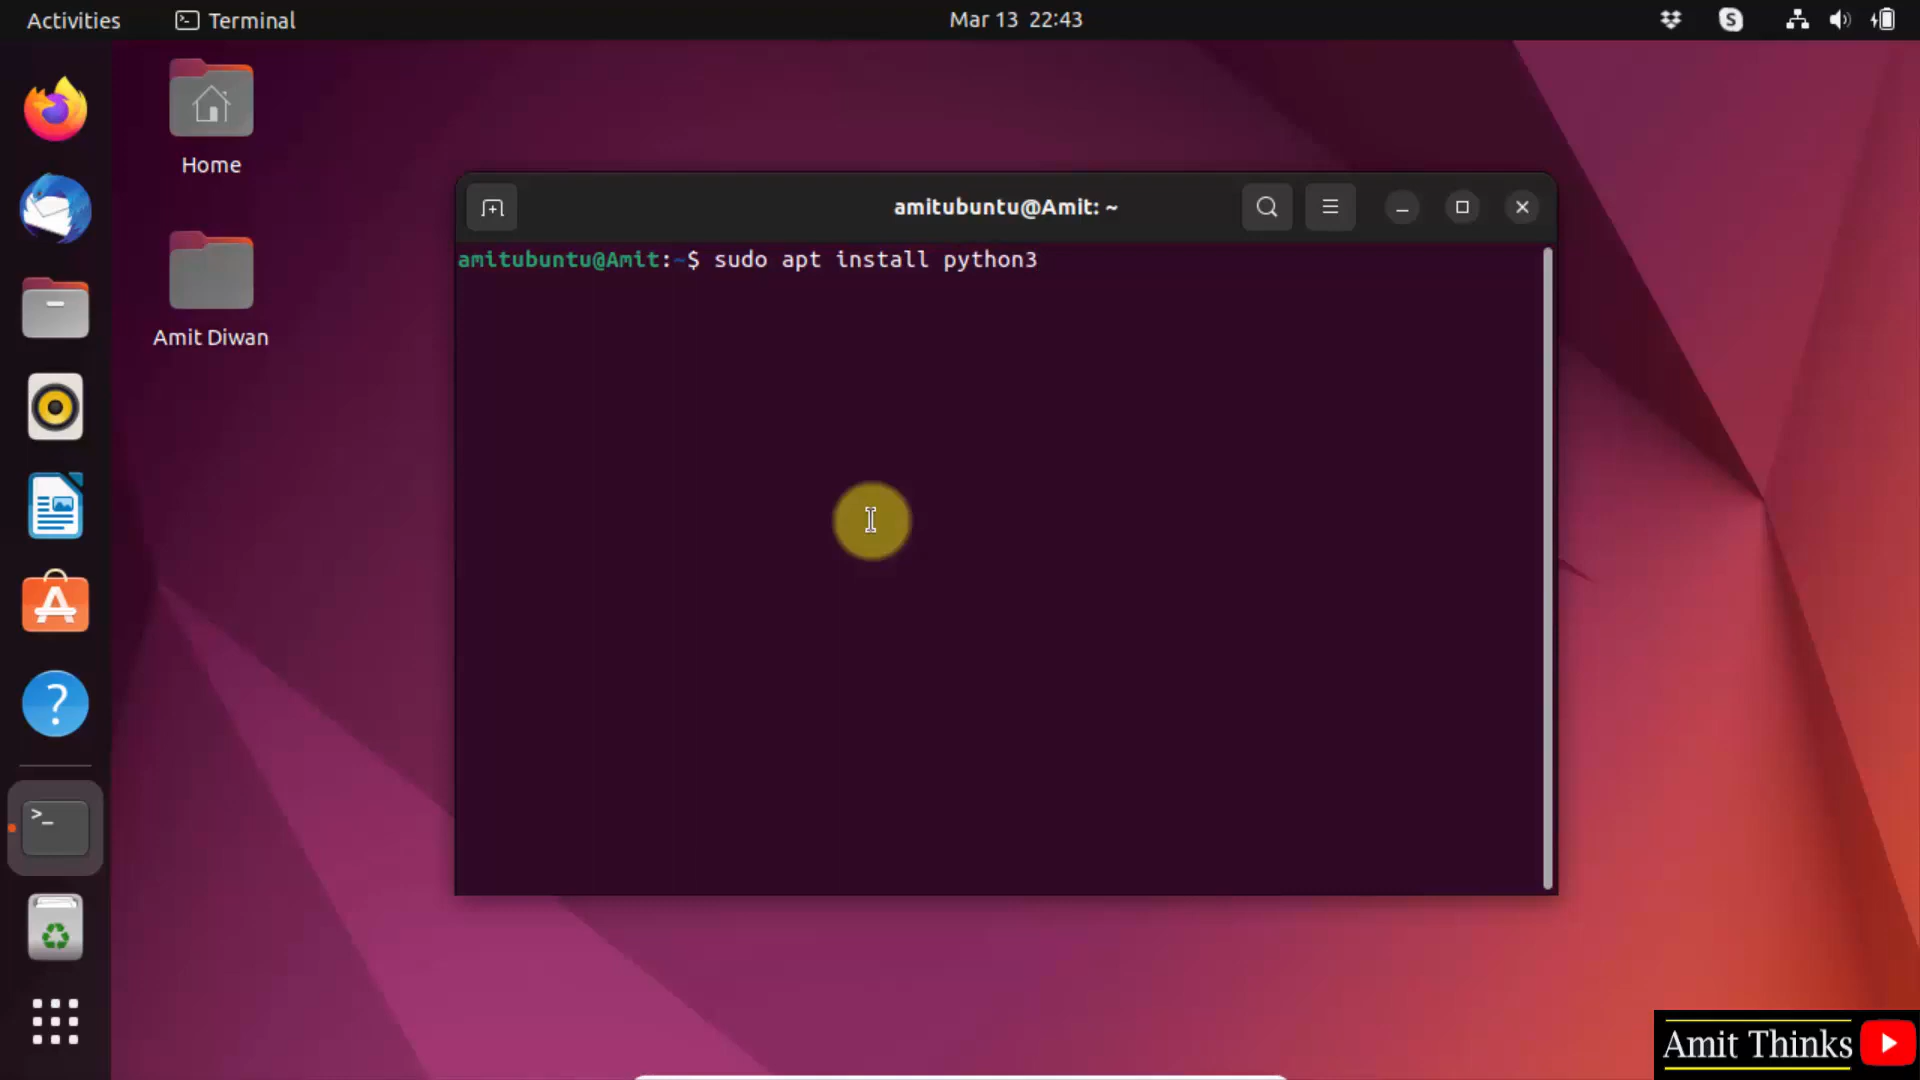 Activities
Terminal
Mar 13 22:43
Home
Amit Diwan
amitubuntu@Amit: ~
amitubuntu@Amit:~$ sudo apt install python3
Amit Thinks